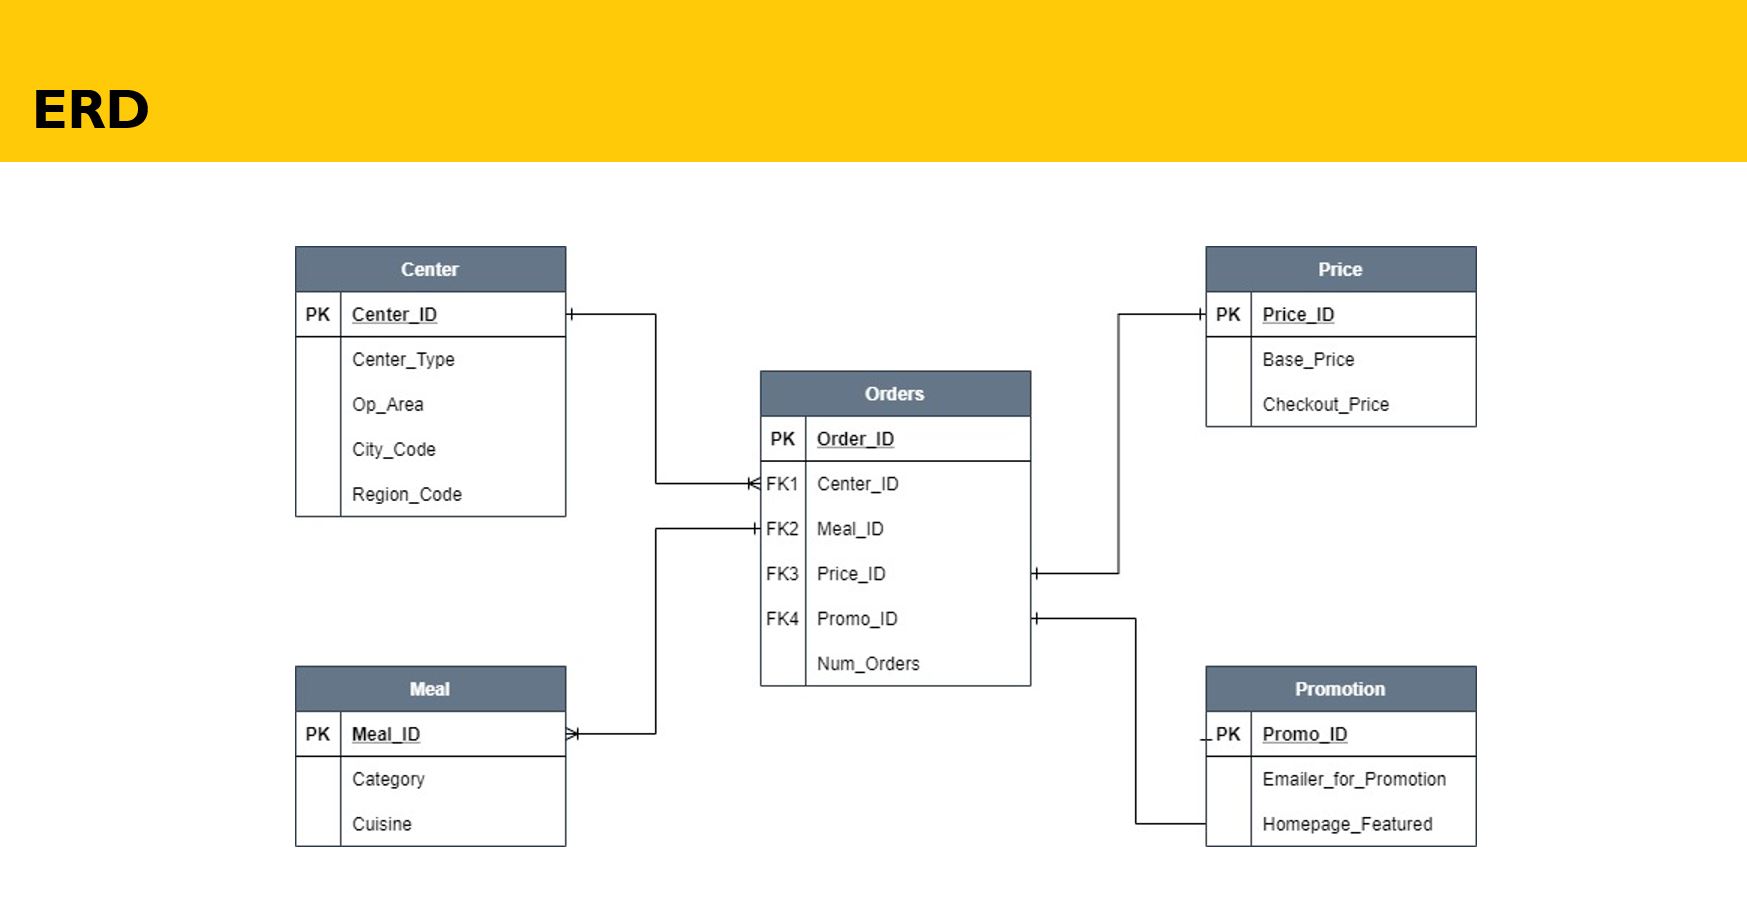 ERD
Center
PK Center_ID
Center_Type
Op_Area
City_Code
Region_Code
Orders
PK Order_ID
FK1 Center_ID
FK2 Meal_ID
FK3 Price_ID
FK4 Promo_ID
Num_Orders
Price
PK Price_ID
Base_Price
Checkout_Price
Meal
PK Meal_ID
Category
Cuisine
Promotion
PK Promo_ID
Emailer_for_Promotion
Homepage_Featured